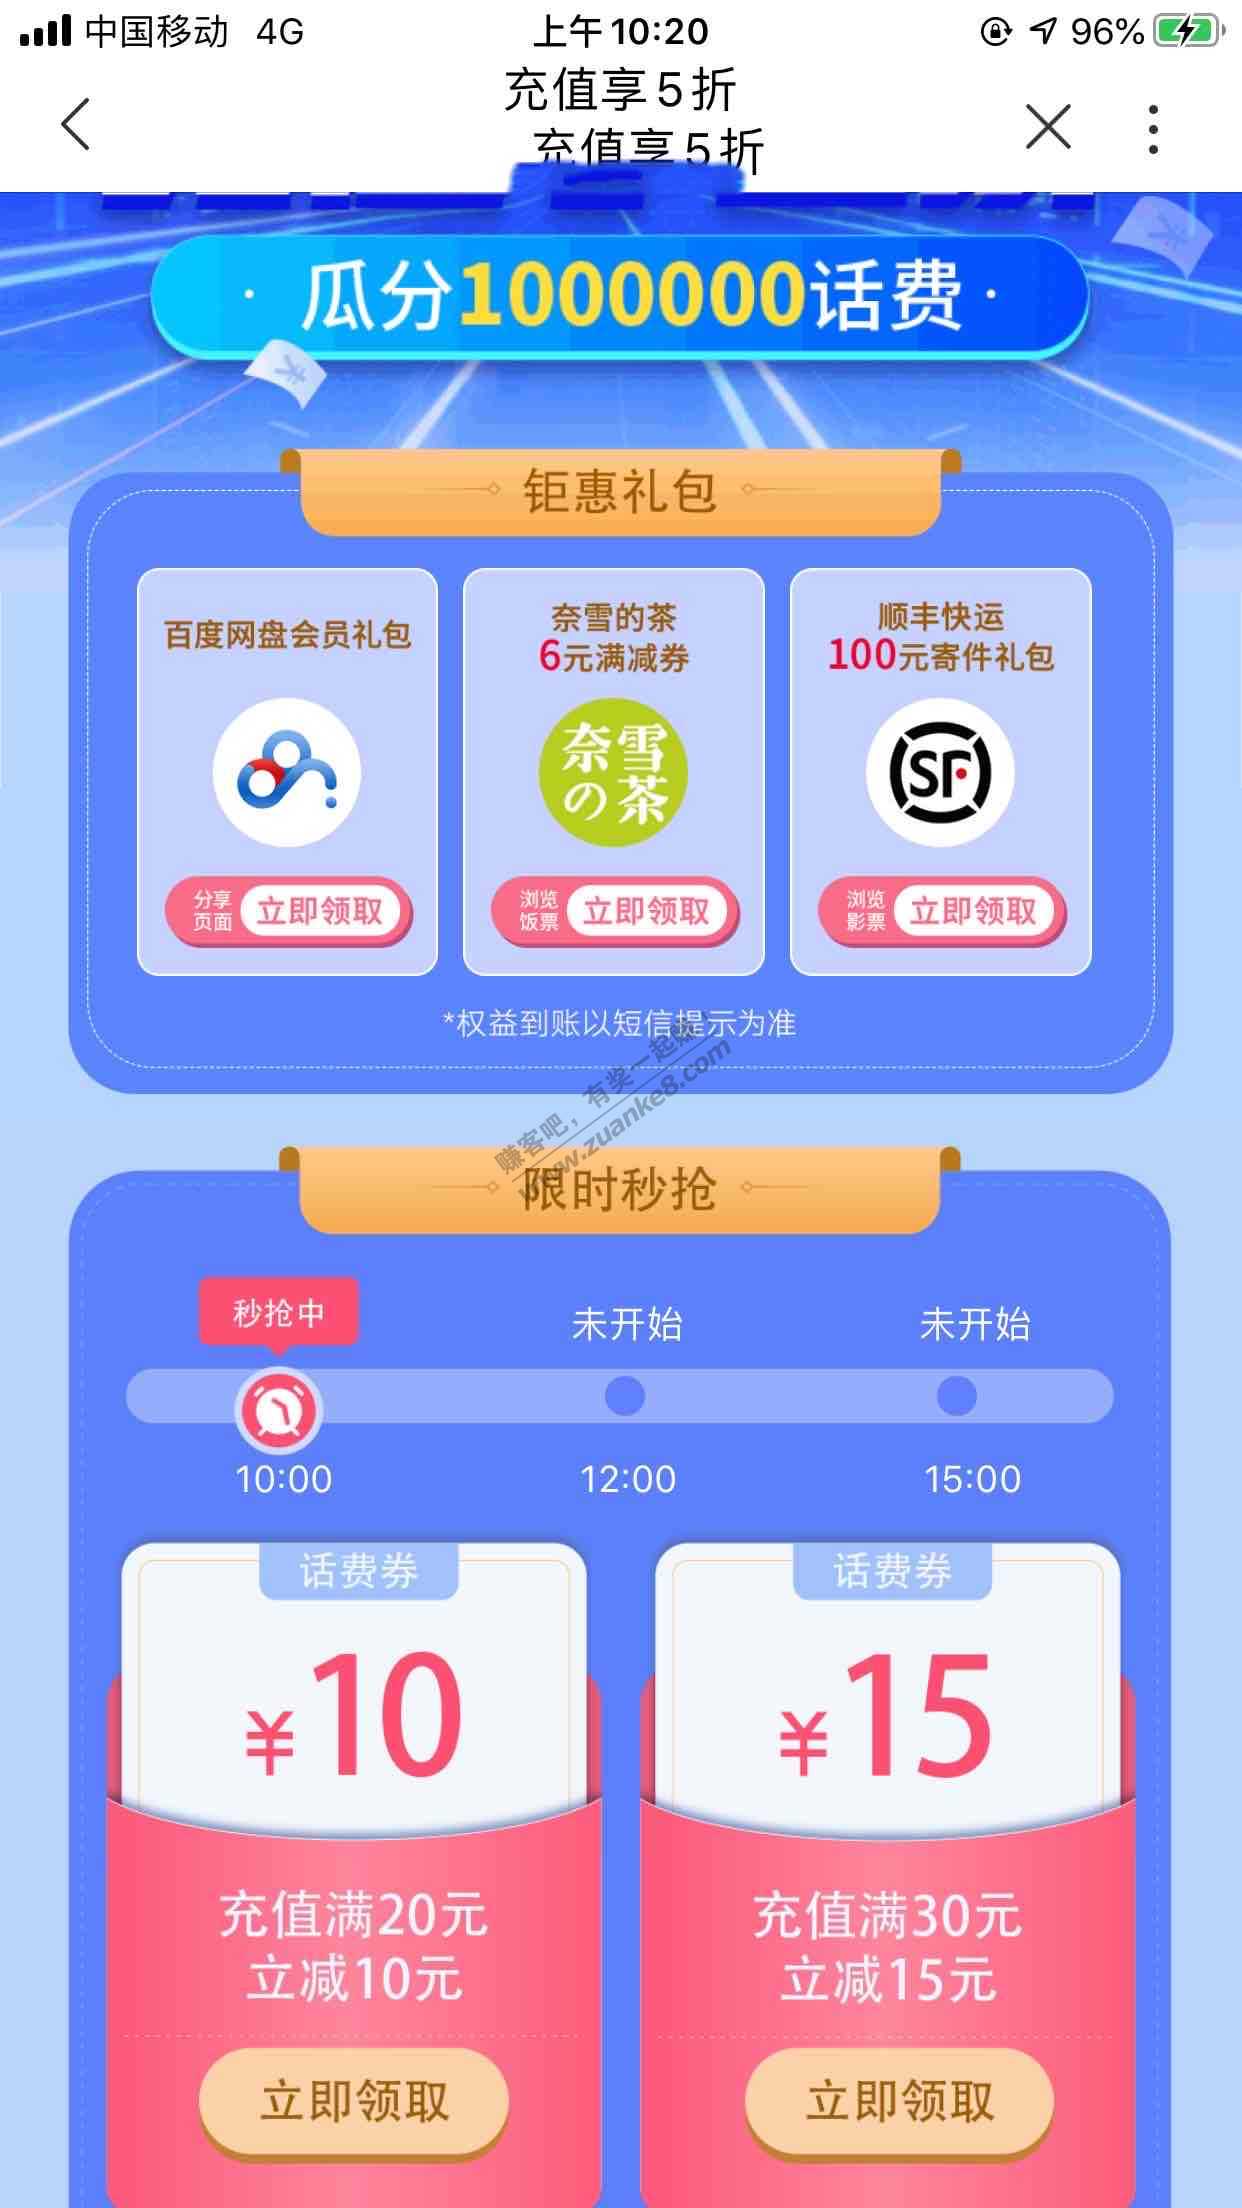 中国移动 4G 上午10:20 96%
充值享5折
充值享5折
· 瓜分1000000话费 ·
钜惠礼包
百度网盘会员礼包
分享
页面
立即领取
奈雪的茶
6元满减券
奈雪
の茶
浏览
饭票
立即领取
顺丰快运
100元寄件礼包
SF
浏览
影票
立即领取
*权益到账以短信提示为准
赚客吧，有奖一起赚！
www.zuanke8.com
限时秒抢
秒抢中 未开始 未开始
10:00 12:00 15:00
话费券
¥10
充值满20元
立减10元
立即领取
话费券
¥15
充值满30元
立减15元
立即领取